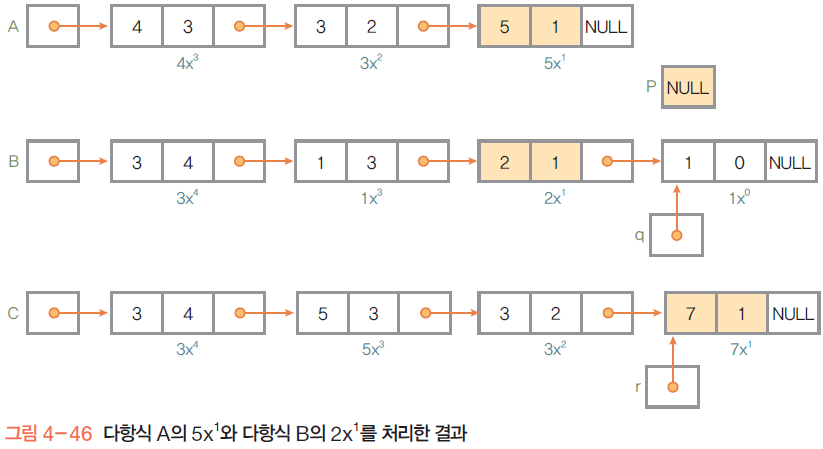 A 4 3 3 2 5 1 NULL
4x³ 3x² 5x¹
P NULL
B 3 4 1 3 2 1 1 0 NULL
3x⁴ 1x³ 2x¹ 1x⁰
q
C 3 4 5 3 3 2 7 1 NULL
3x⁴ 5x³ 3x² 7x¹
r
그림 4-46 다항식 A의 5x¹와 다항식 B의 2x¹를 처리한 결과